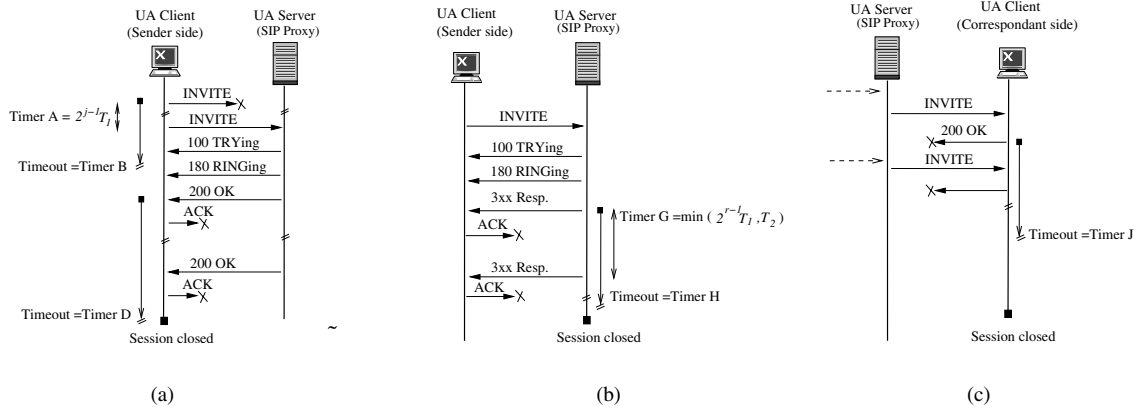 UA Client
(Sender side)
UA Server
(SIP Proxy)
INVITE
Timer A = 2^{j-1}T_1
INVITE
100 TRYing
Timeout =Timer B
180 RINGing
200 OK
ACK
200 OK
ACK
Timeout =Timer D
Session closed
~
(a)
UA Client
(Sender side)
UA Server
(SIP Proxy)
INVITE
100 TRYing
180 RINGing
3xx Resp.
Timer G =min ( 2^{r-1}T_1 ,T_2 )
ACK
3xx Resp.
ACK
Timeout =Timer H
Session closed
(b)
UA Server
(SIP Proxy)
UA Client
(Correspondant side)
INVITE
200 OK
INVITE
Timeout =Timer J
Session closed
(c)